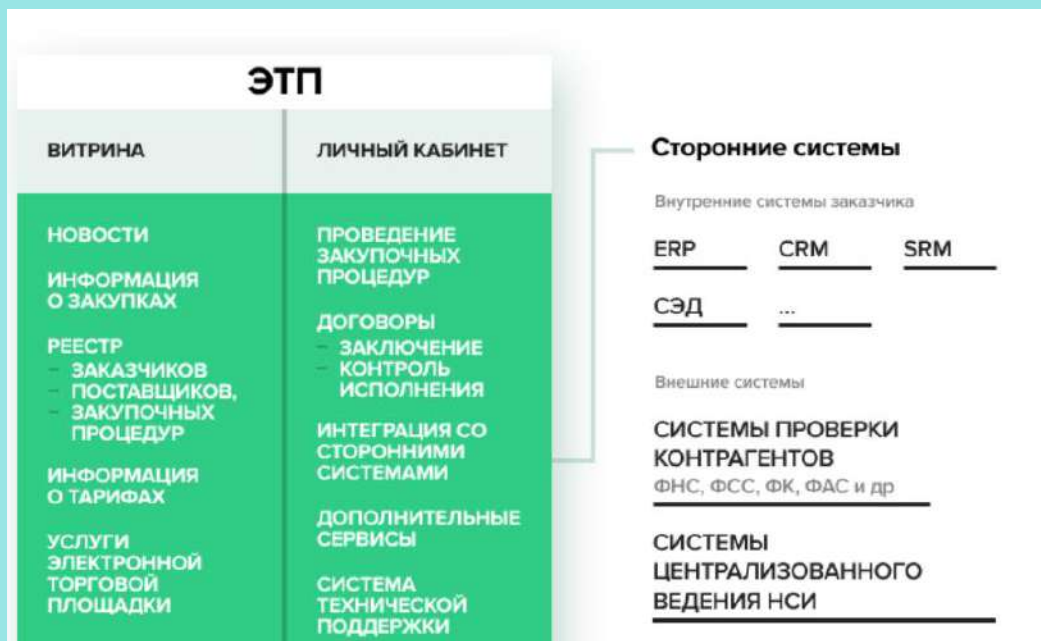 ЭТП
ВИТРИНА
НОВОСТИ
ИНФОРМАЦИЯ
О ЗАКУПКАХ
РЕЕСТР
– ЗАКАЗЧИКОВ
– ПОСТАВЩИКОВ,
– ЗАКУПОЧНЫХ
ПРОЦЕДУР
ИНФОРМАЦИЯ
О ТАРИФАХ
УСЛУГИ
ЭЛЕКТРОННОЙ
ТОРГОВОЙ
ПЛОЩАДКИ
ЛИЧНЫЙ КАБИНЕТ
ПРОВЕДЕНИЕ
ЗАКУПОЧНЫХ
ПРОЦЕДУР
ДОГОВОРЫ
– ЗАКЛЮЧЕНИЕ
– КОНТРОЛЬ
ИСПОЛНЕНИЯ
ИНТЕГРАЦИЯ СО
СТОРОННИМИ
СИСТЕМАМИ
ДОПОЛНИТЕЛЬНЫЕ
СЕРВИСЫ
СИСТЕМА
ТЕХНИЧЕСКОЙ
ПОДДЕРЖКИ
Сторонние системы
Внутренние системы заказчика
ERP CRM SRM
СЭД ...
Внешние системы
СИСТЕМЫ ПРОВЕРКИ
КОНТРАГЕНТОВ
ФНС, ФСС, ФК, ФАС и др
СИСТЕМЫ
ЦЕНТРАЛИЗОВАННОГО
ВЕДЕНИЯ НСИ